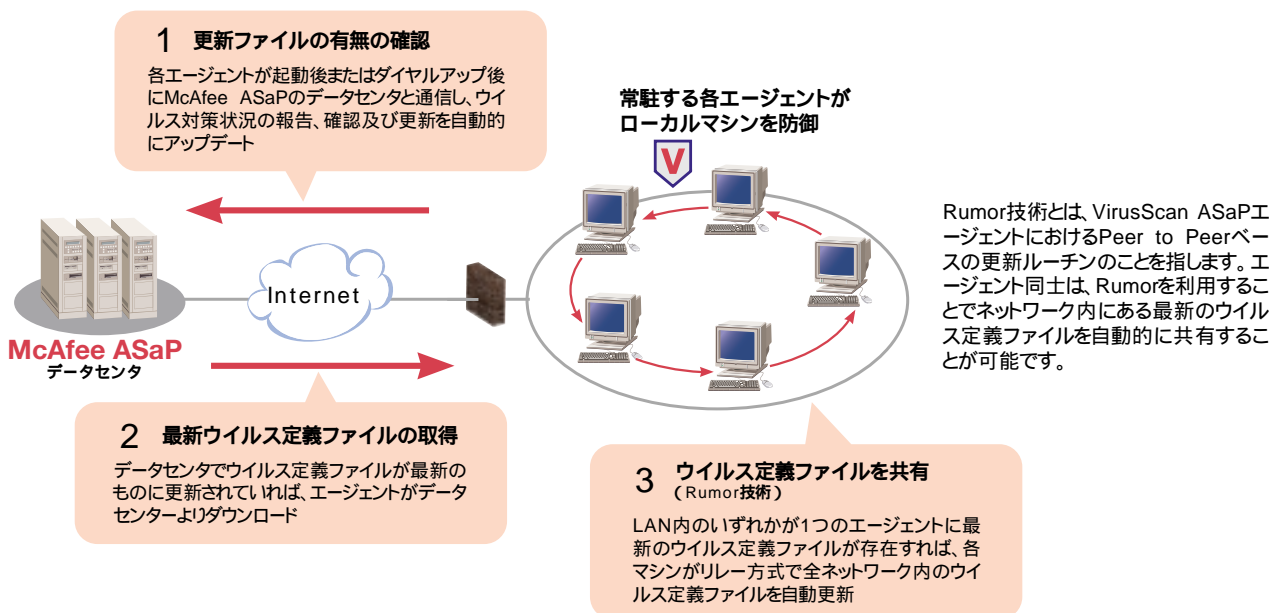 1 更新ファイルの有無の確認
各エージェントが起動後またはダイヤルアップ後
にMcAfee ASaPのデータセンタと通信し、ウイ
ルス対策状況の報告、確認及び更新を自動的
にアップデート
常駐する各エージェントが
ローカルマシンを防御
V
Internet
McAfee ASaP
データセンタ
Rumor技術とは、VirusScan ASaPエ
ージェントにおけるPeer to Peerベー
スの更新ルーチンのことを指します。エ
ージェント同士は、Rumorを利用するこ
とでネットワーク内にある最新のウイル
ス定義ファイルを自動的に共有するこ
とが可能です。
2 最新ウイルス定義ファイルの取得
データセンタでウイルス定義ファイルが最新の
ものに更新されていれば、エージェントがデータ
センターよりダウンロード
3 ウイルス定義ファイルを共有
(Rumor技術)
LAN内のいずれかが1つのエージェントに最
新のウイルス定義ファイルが存在すれば、各
マシンがリレー方式で全ネットワーク内のウイ
ルス定義ファイルを自動更新